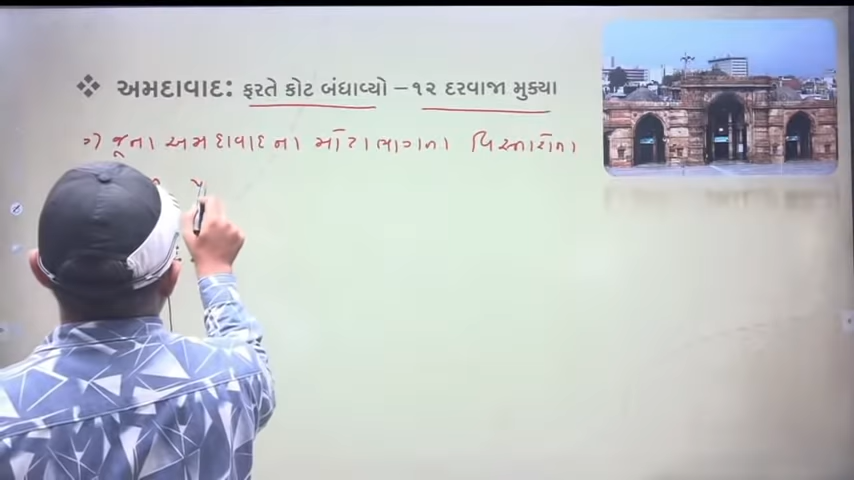 ❖ અમદાવાદ: ફરતે કોટ બંધાવ્યો – ૧૨ દરવાજા મુક્યા
જૂના અમદાવાદના મોટાભાગના વિસ્તારોના